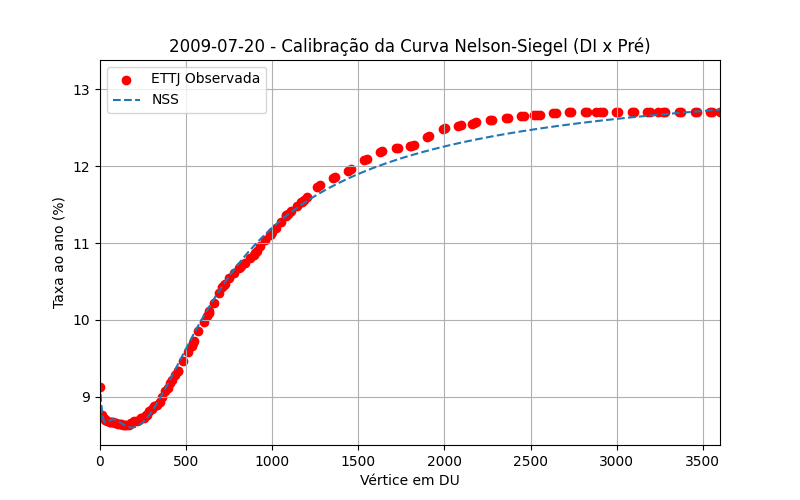 2009-07-20 - Calibração da Curva Nelson-Siegel (DI x Pré)
ETTJ Observada
NSS
Taxa ao ano (%)
13
12
11
10
9
0 500 1000 1500 2000 2500 3000 3500
Vértice em DU